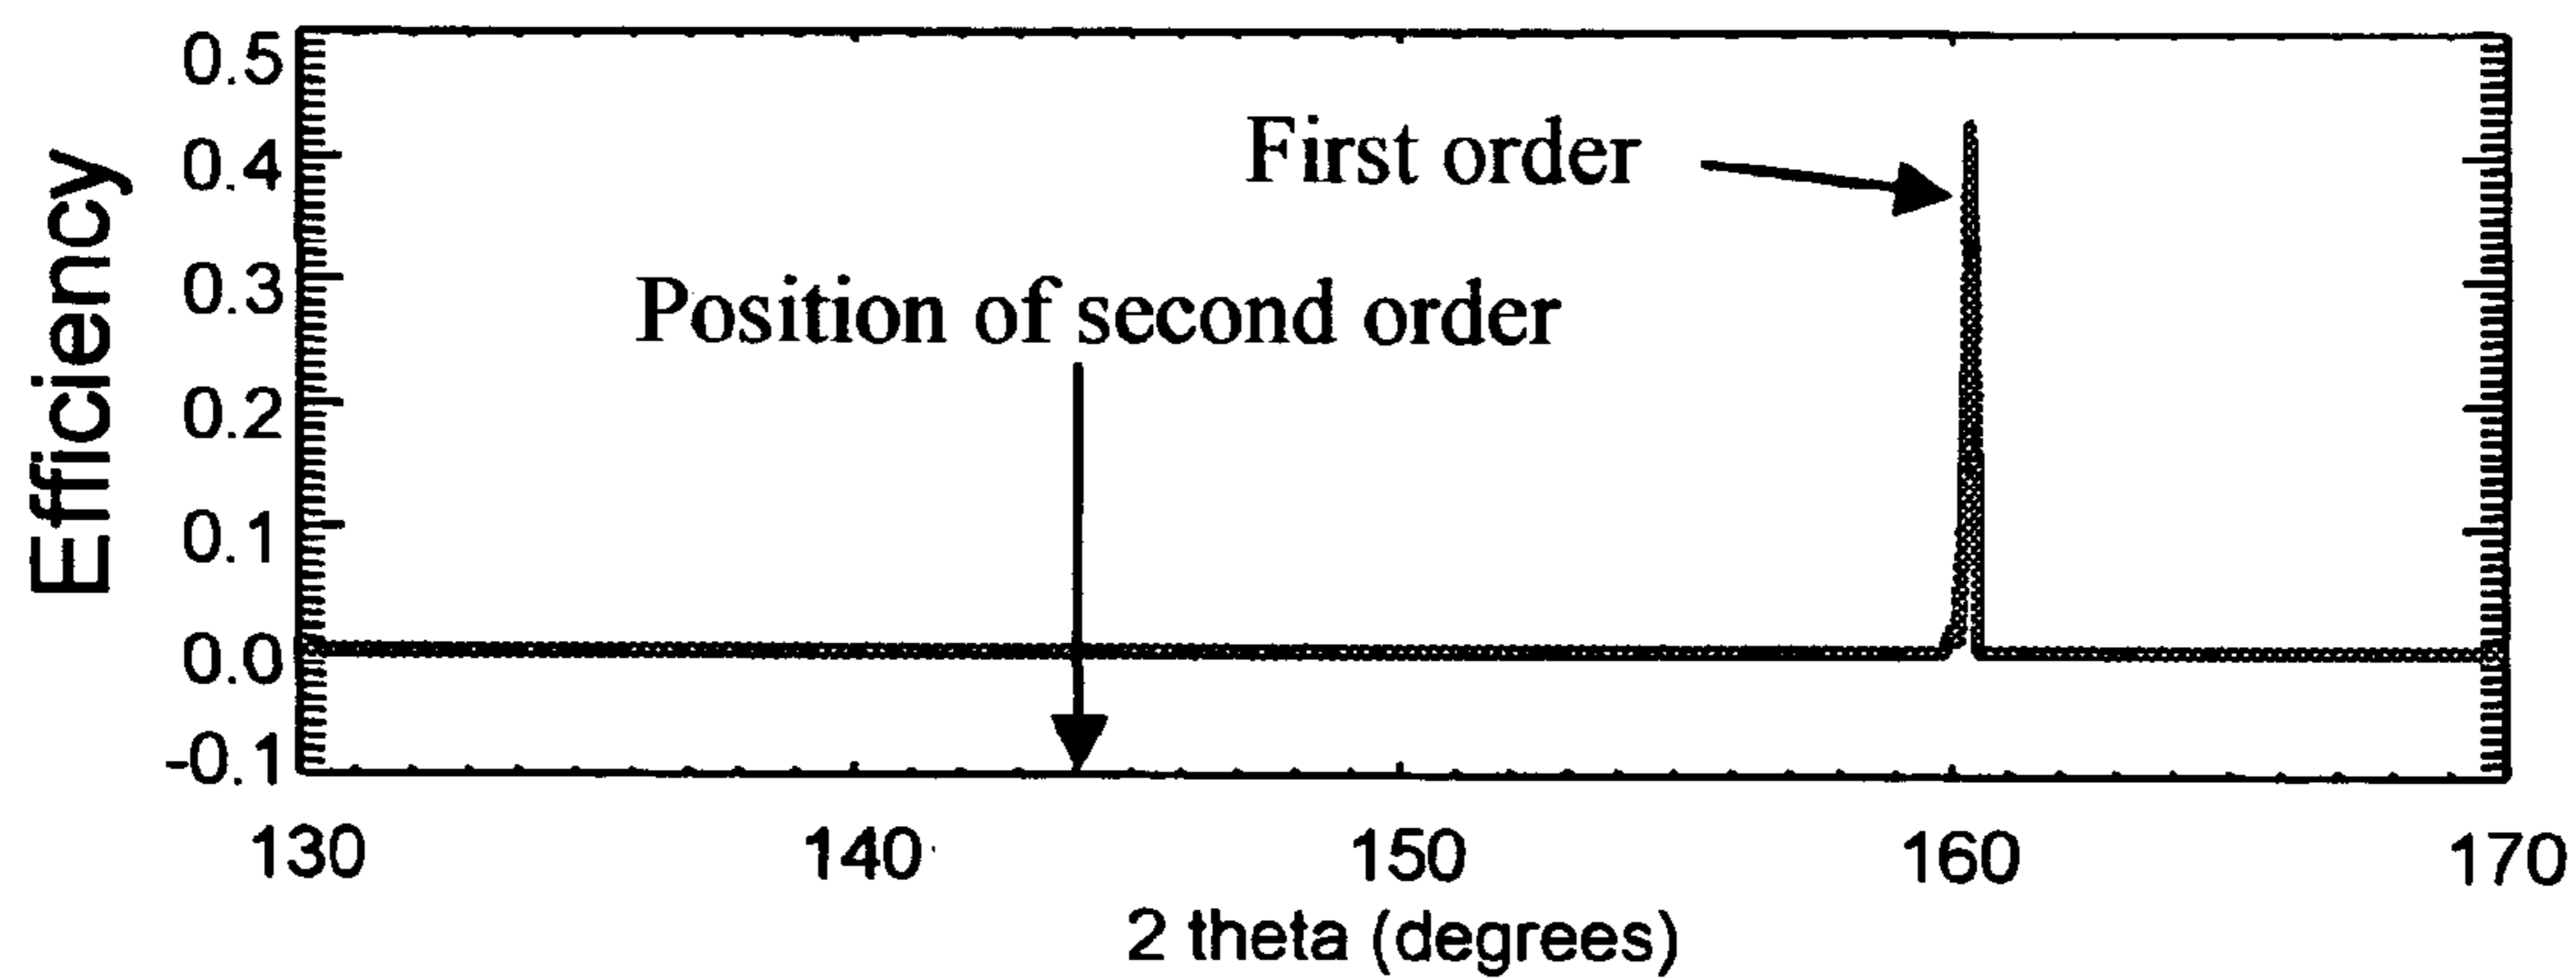 0.5
0.4
0.3
0.2
0.1
0.0
-0.1
Efficiency
First order
Position of second order
130 140 150 160 170
2 theta (degrees)